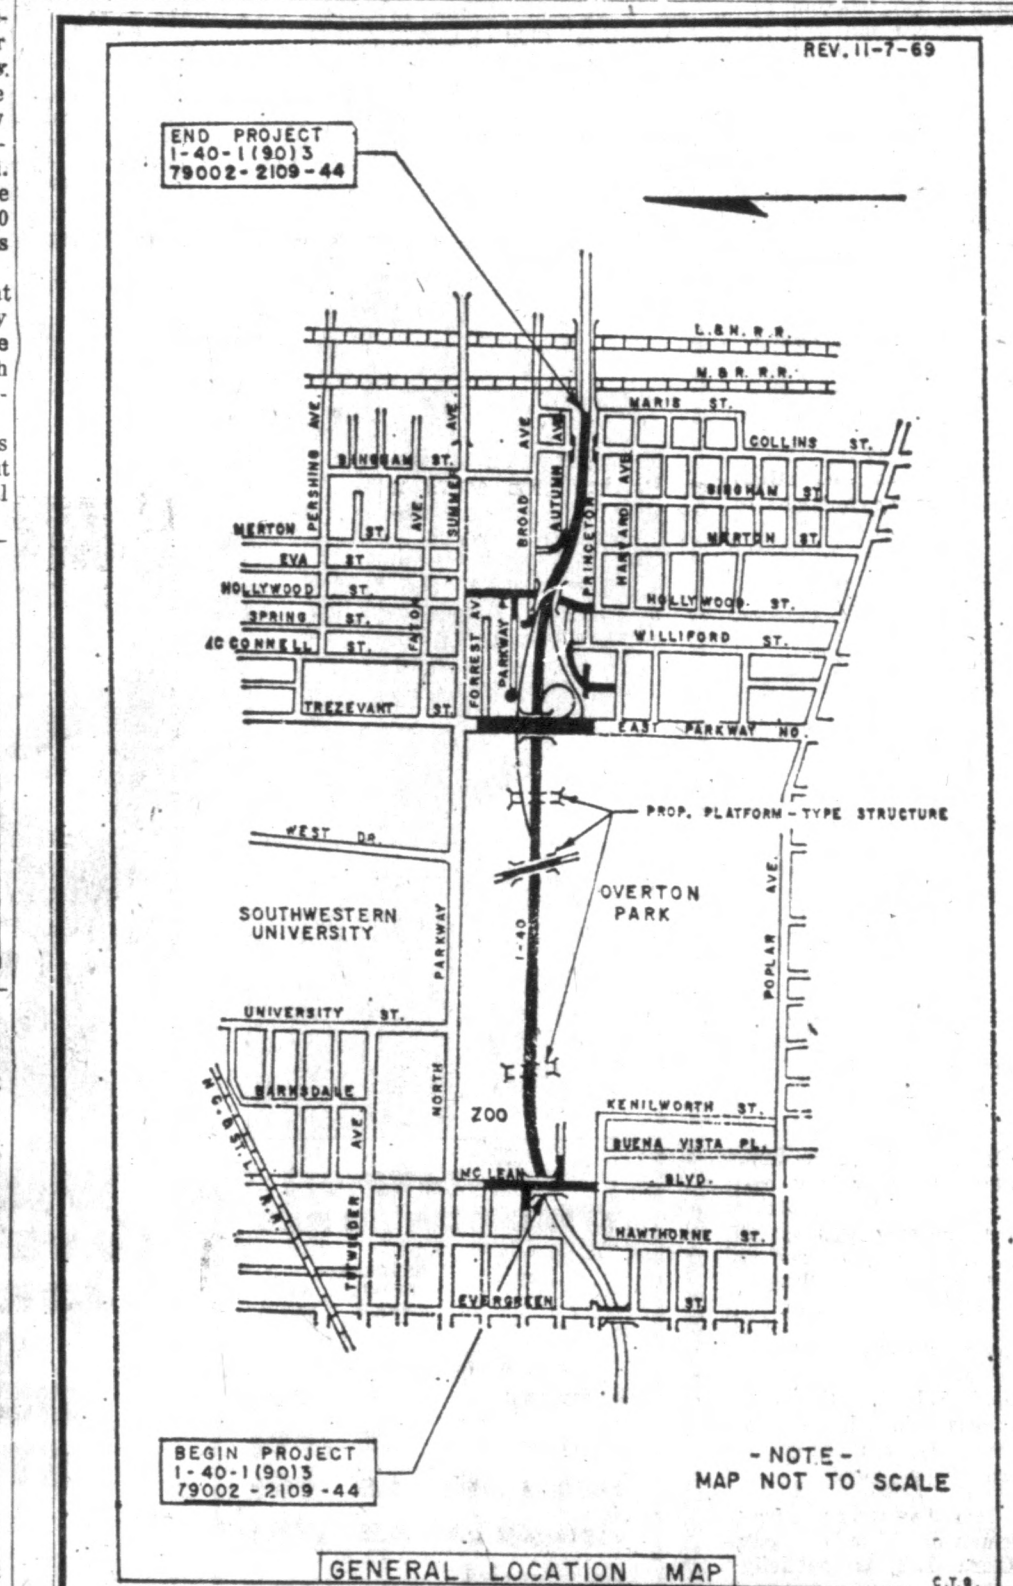 REV. 11-7-69
END PROJECT
1-40-1(90)3
79002-2109-44
L. & N. R.R.
M. & R. R.R.
MARIS ST.
COLLINS ST.
BINGHAM ST.
BINGHAM ST
PERSHING AVE.
AVE.
SUMMER AVE.
BROAD AVE
AUTUMN AVE
PRINCETON
HARVARD AVE
MERTON ST.
MERTON ST.
EVA ST
HOLLYWOOD ST.
HOLLYWOOD ST.
SPRING ST.
MC CONNELL ST.
FORREST AV.
PARKWAY P
WILLIFORD ST.
TREZEVANT ST.
EAST PARKWAY NO.
PROP. PLATFORM-TYPE STRUCTURE
WEST DR.
SOUTHWESTERN
UNIVERSITY
OVERTON
PARK
I-40
NORTH PARKWAY
POPLAR AVE.
UNIVERSITY ST.
BARKSDALE
N. C. & ST. L. R.R.
ZOO
KENILWORTH ST.
BUENA VISTA PL.
MC LEAN BLVD.
HAWTHORNE ST.
AVE.
EVERGREEN ST.
BEGIN PROJECT
1-40-1(90)3
79002-2109-44
-NOTE-
MAP NOT TO SCALE
GENERAL LOCATION MAP